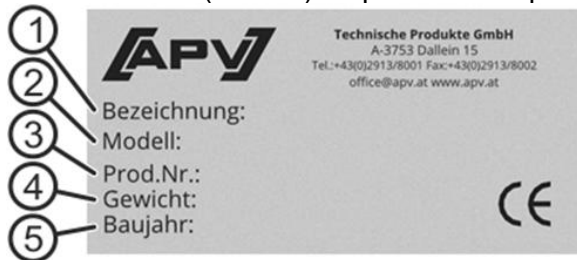 1
2
3
4
5
APV
Technische Produkte GmbH
A-3753 Dallein 15
Tel.:+43(0)2913/8001 Fax:+43(0)2913/8002
office@apv.at www.apv.at
Bezeichnung:
Modell:
Prod.Nr.:
Gewicht:
Baujahr:
CE